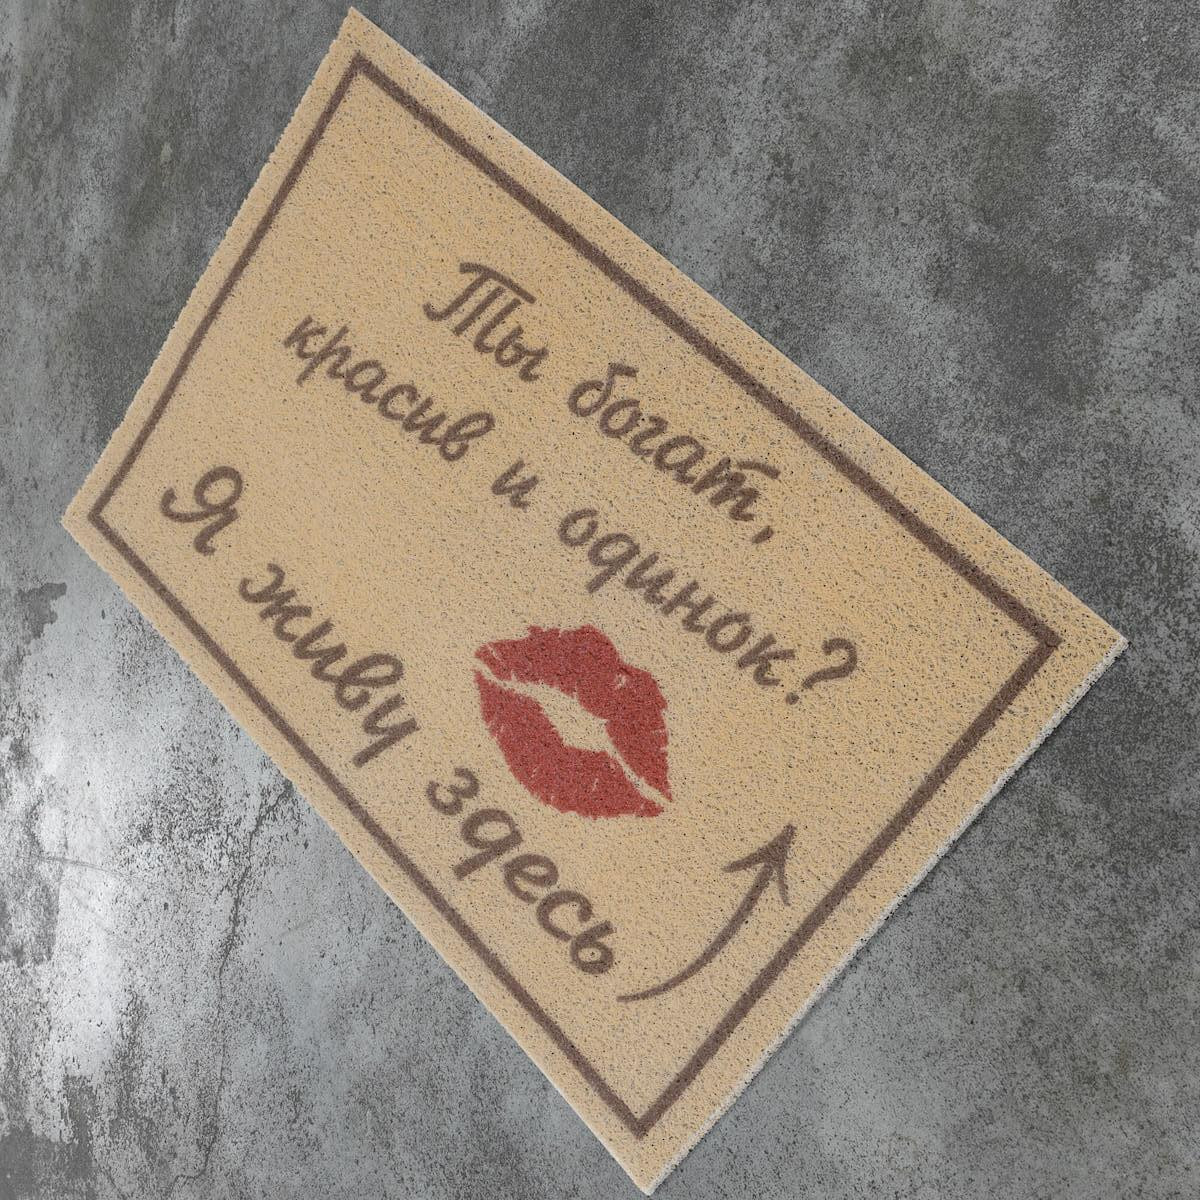 Ты богат,
красив и одинок?
Я живу здесь